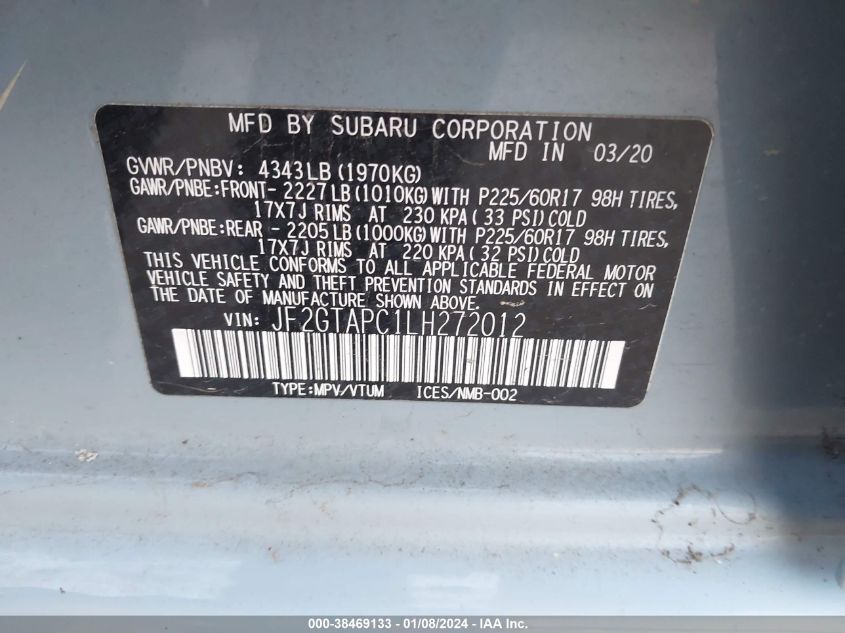 MFD BY SUBARU CORPORATION
MFD IN 03/20
GVWR/PNBV: 4343LB (1970KG)
GAWR/PNBE:FRONT- 2227LB(1010KG)WITH P225/60R17 98H TIRES,
17X7J RIMS AT 230 KPA(33 PSI)COLD
GAWR/PNBE:REAR - 2205LB(1000KG)WITH P225/60R17 98H TIRES,
17X7J RIMS AT 220 KPA(32 PSI)COLD
THIS VEHICLE CONFORMS TO ALL APPLICABLE FEDERAL MOTOR
VEHICLE SAFETY AND THEFT PREVENTION STANDARDS IN EFFECT ON
THE DATE OF MANUFACTURE SHOWN ABOVE.
VIN: JF2GTAPC1LH272012
TYPE:MPV/VTUM ICES/NMB-002
000-38469133 - 01/08/2024 - IAA Inc.